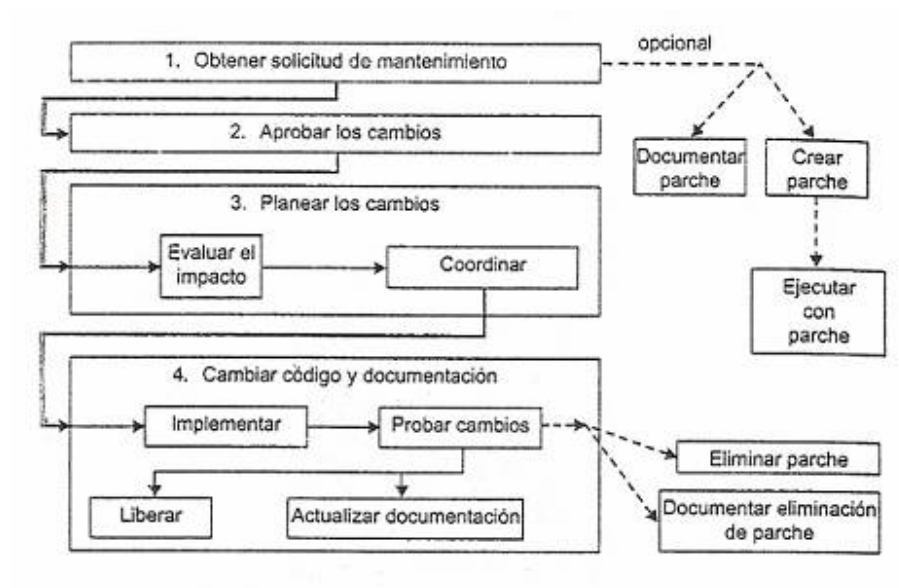 1. Obtener solicitud de mantenimiento
opcional
2. Aprobar los cambios
Documentar
parche
Crear
parche
3. Planear los cambios
Evaluar el
impacto
Coordinar
Ejecutar
con
parche
4. Cambiar código y documentación
Implementar
Probar cambios
Eliminar parche
Liberar
Actualizar documentación
Documentar eliminación
de parche